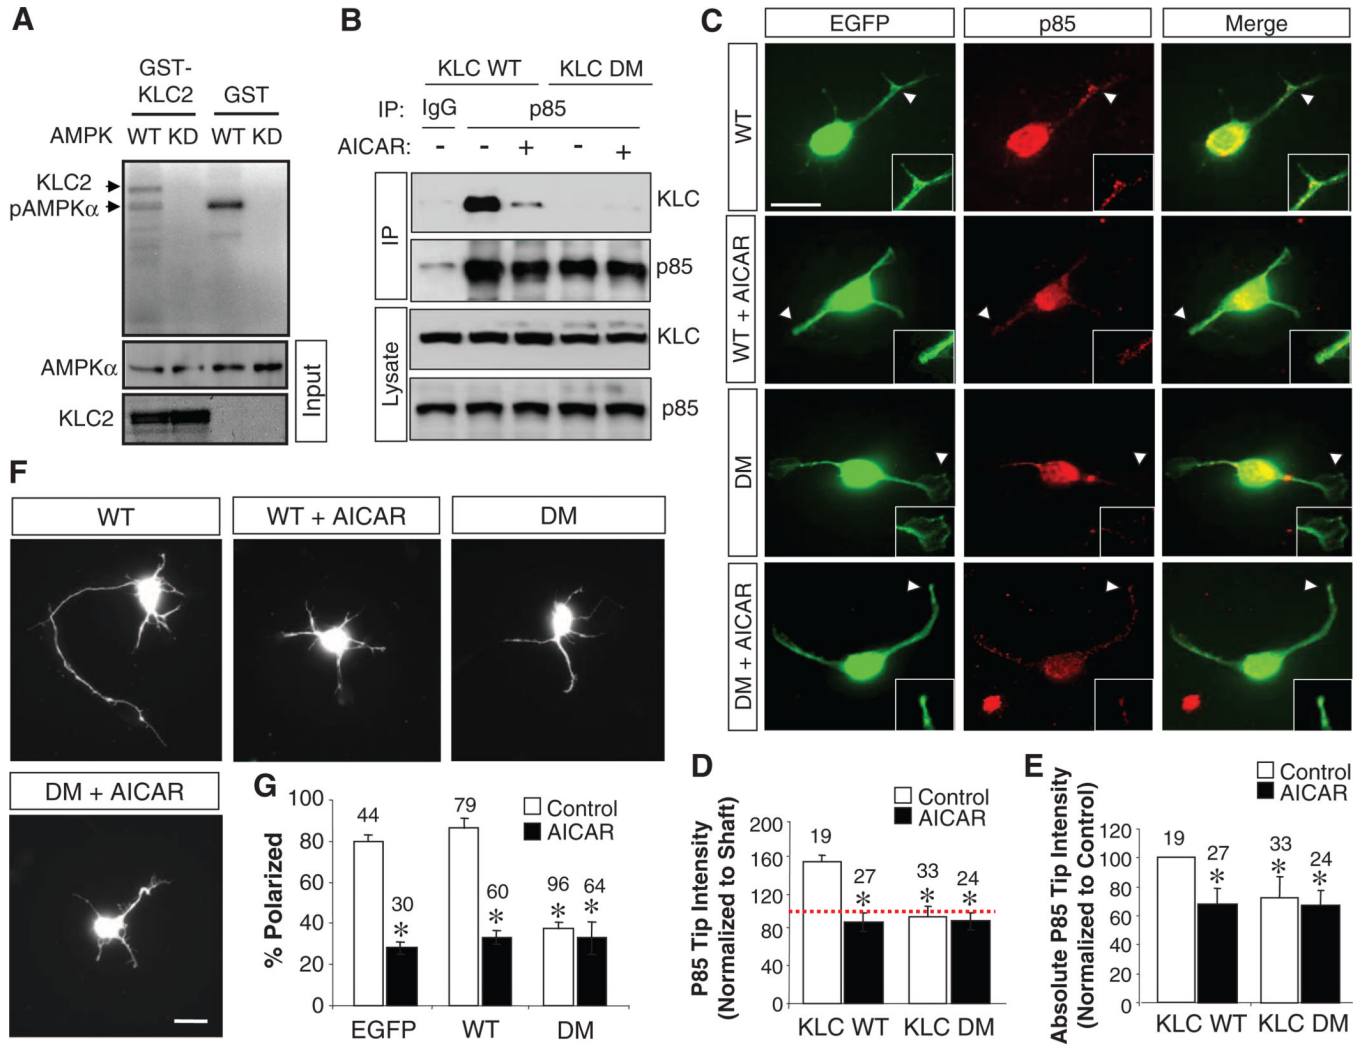 A
GST-
KLC2
GST
AMPK WT KD WT KD
KLC2
pAMPKα
AMPKα
KLC2
Input
B
KLC WT KLC DM
IP: IgG p85
AICAR: - - + - +
IP
KLC
p85
Lysate
KLC
p85
C
EGFP p85 Merge
WT
WT + AICAR
DM
DM + AICAR
F
WT
WT + AICAR
DM
DM + AICAR
G
% Polarized
100
80
60
40
20
0
Control
AICAR
44
30
*
79
60
*
96
*
64
*
EGFP WT DM
D
P85 Tip Intensity
(Normalized to Shaft)
200
160
120
80
40
0
Control
AICAR
19
27
*
33
*
24
*
KLC WT KLC DM
E
Absolute P85 Tip Intensity
(Normalized to Control)
120
100
80
60
40
20
0
Control
AICAR
19
27
*
33
*
24
*
KLC WT KLC DM